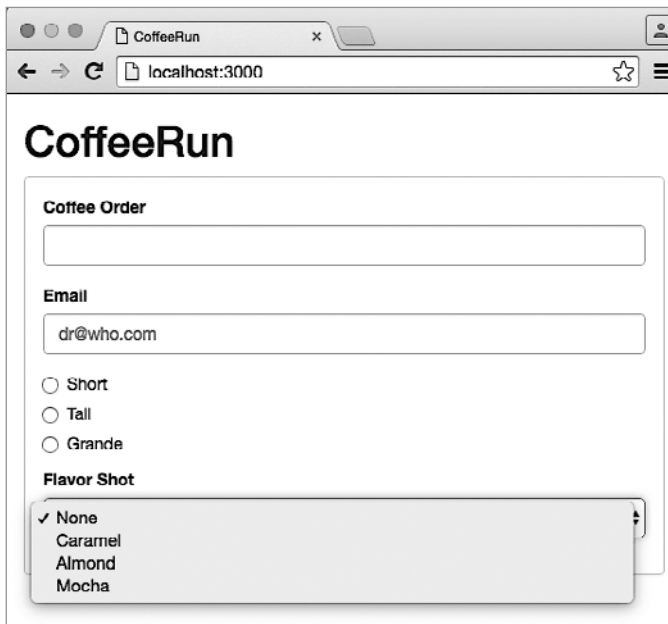 CoffeeRun
localhost:3000
CoffeeRun
Coffee Order
Email
dr@who.com
Short
Tall
Grande
Flavor Shot
✓ None
Caramel
Almond
Mocha